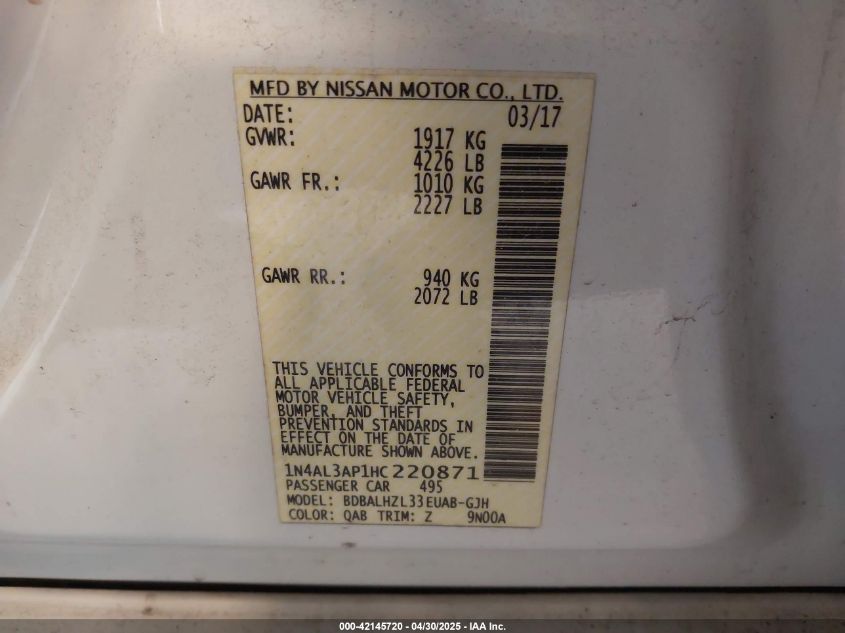 MFD BY NISSAN MOTOR CO., LTD.
DATE: 03/17
GVWR: 1917 KG
4226 LB
GAWR FR.: 1010 KG
2227 LB
GAWR RR.: 940 KG
2072 LB
THIS VEHICLE CONFORMS TO
ALL APPLICABLE FEDERAL
MOTOR VEHICLE SAFETY,
BUMPER, AND THEFT
PREVENTION STANDARDS IN
EFFECT ON THE DATE OF
MANUFACTURE SHOWN ABOVE.
1N4AL3AP1HC220871
PASSENGER CAR 495
MODEL: BDBALHZL33EUAB-GJH
COLOR: QAB TRIM: Z 9N00A
000-42145720 - 04/30/2025 - IAA Inc.